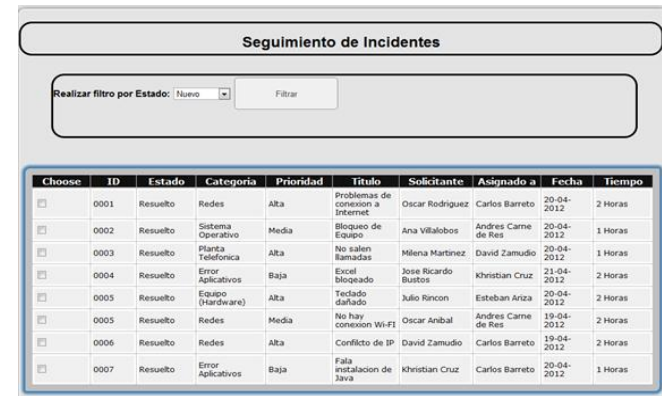 Seguimiento de Incidentes
Realizar filtro por Estado: Nuevo Filtrar
Choose ID Estado Categoria Prioridad Titulo Solicitante Asignado a Fecha Tiempo
0001 Resuelto Redes Alta Problemas de conexion a Internet Oscar Rodriguez Carlos Barreto 20-04-2012 2 Horas
0002 Resuelto Sistema Operativo Media Bloqueo de Equipo Ana Villalobos Andres Carne de Res 20-04-2012 1 Horas
0003 Resuelto Planta Telefonica Alta No salen llamadas Milena Martinez David Zamudio 20-04-2012 1 Horas
0004 Resuelto Error Aplicativos Baja Excel bloqeado Jose Ricardo Bustos Khristian Cruz 21-04-2012 2 Horas
0005 Resuelto Equipo (Hardware) Alta Teclado dañado Julio Rincon Esteban Ariza 20-04-2012 2 Horas
0005 Resuelto Redes Media No hay conexion Wi-FI Oscar Anibal Andres Carne de Res 19-04-2012 2 Horas
0006 Resuelto Redes Alta Confilcto de IP David Zamudio Carlos Barreto 19-04-2012 2 Horas
0007 Resuelto Error Aplicativos Baja Fala instalacion de Java Khristian Cruz Carlos Barreto 20-04-2012 1 Horas